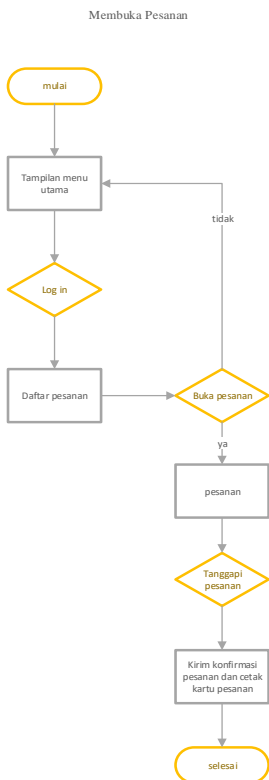 Membuka Pesanan
mulai
Tampilan menu
utama
tidak
Log in
Daftar pesanan
Buka pesanan
ya
pesanan
Tanggapi
pesanan
Kirim konfirmasi
pesanan dan cetak
kartu pesanan
selesai